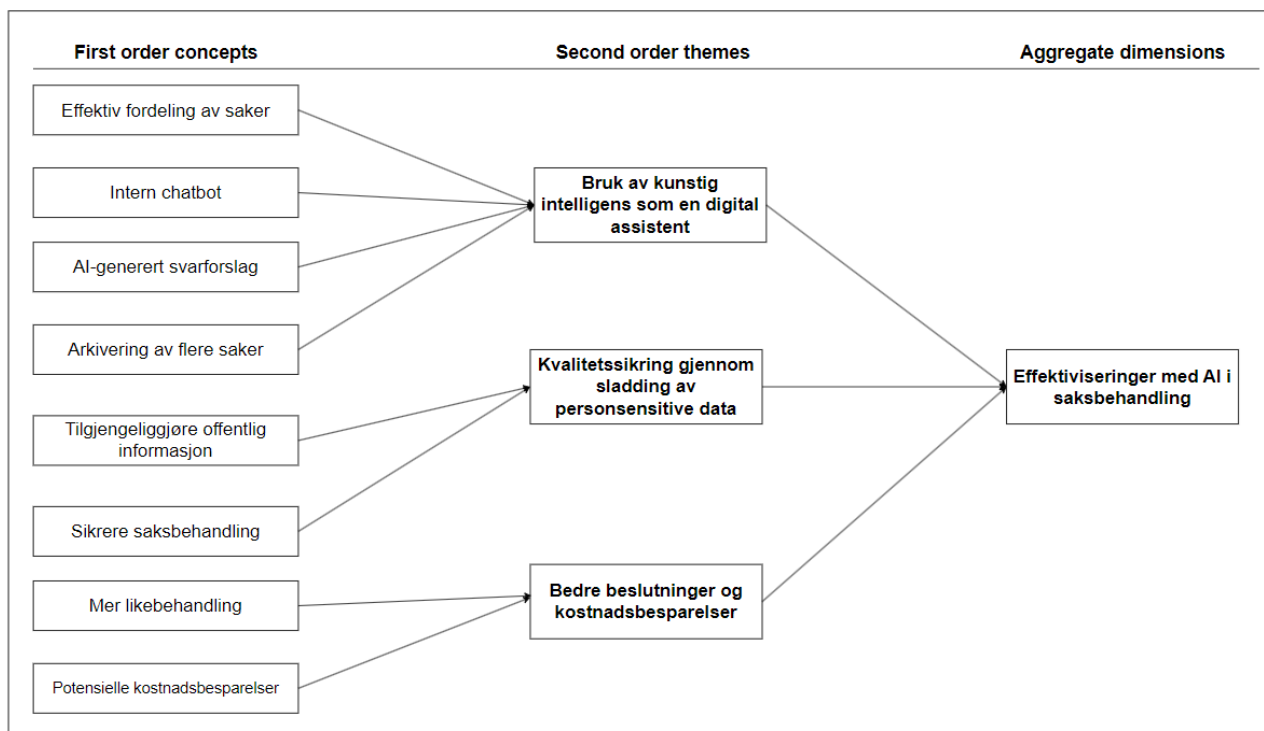 First order concepts
Second order themes
Aggregate dimensions
Effektiv fordeling av saker
Intern chatbot
AI-generert svarforslag
Arkivering av flere saker
Tilgjengeliggjøre offentlig
informasjon
Sikrere saksbehandling
Mer likebehandling
Potensielle kostnadsbesparelser
Bruk av kunstig
intelligens som en digital
assistent
Kvalitetssikring gjennom
sladding av
personsensitive data
Bedre beslutninger og
kostnadsbesparelser
Effektiviseringer med AI i
saksbehandling